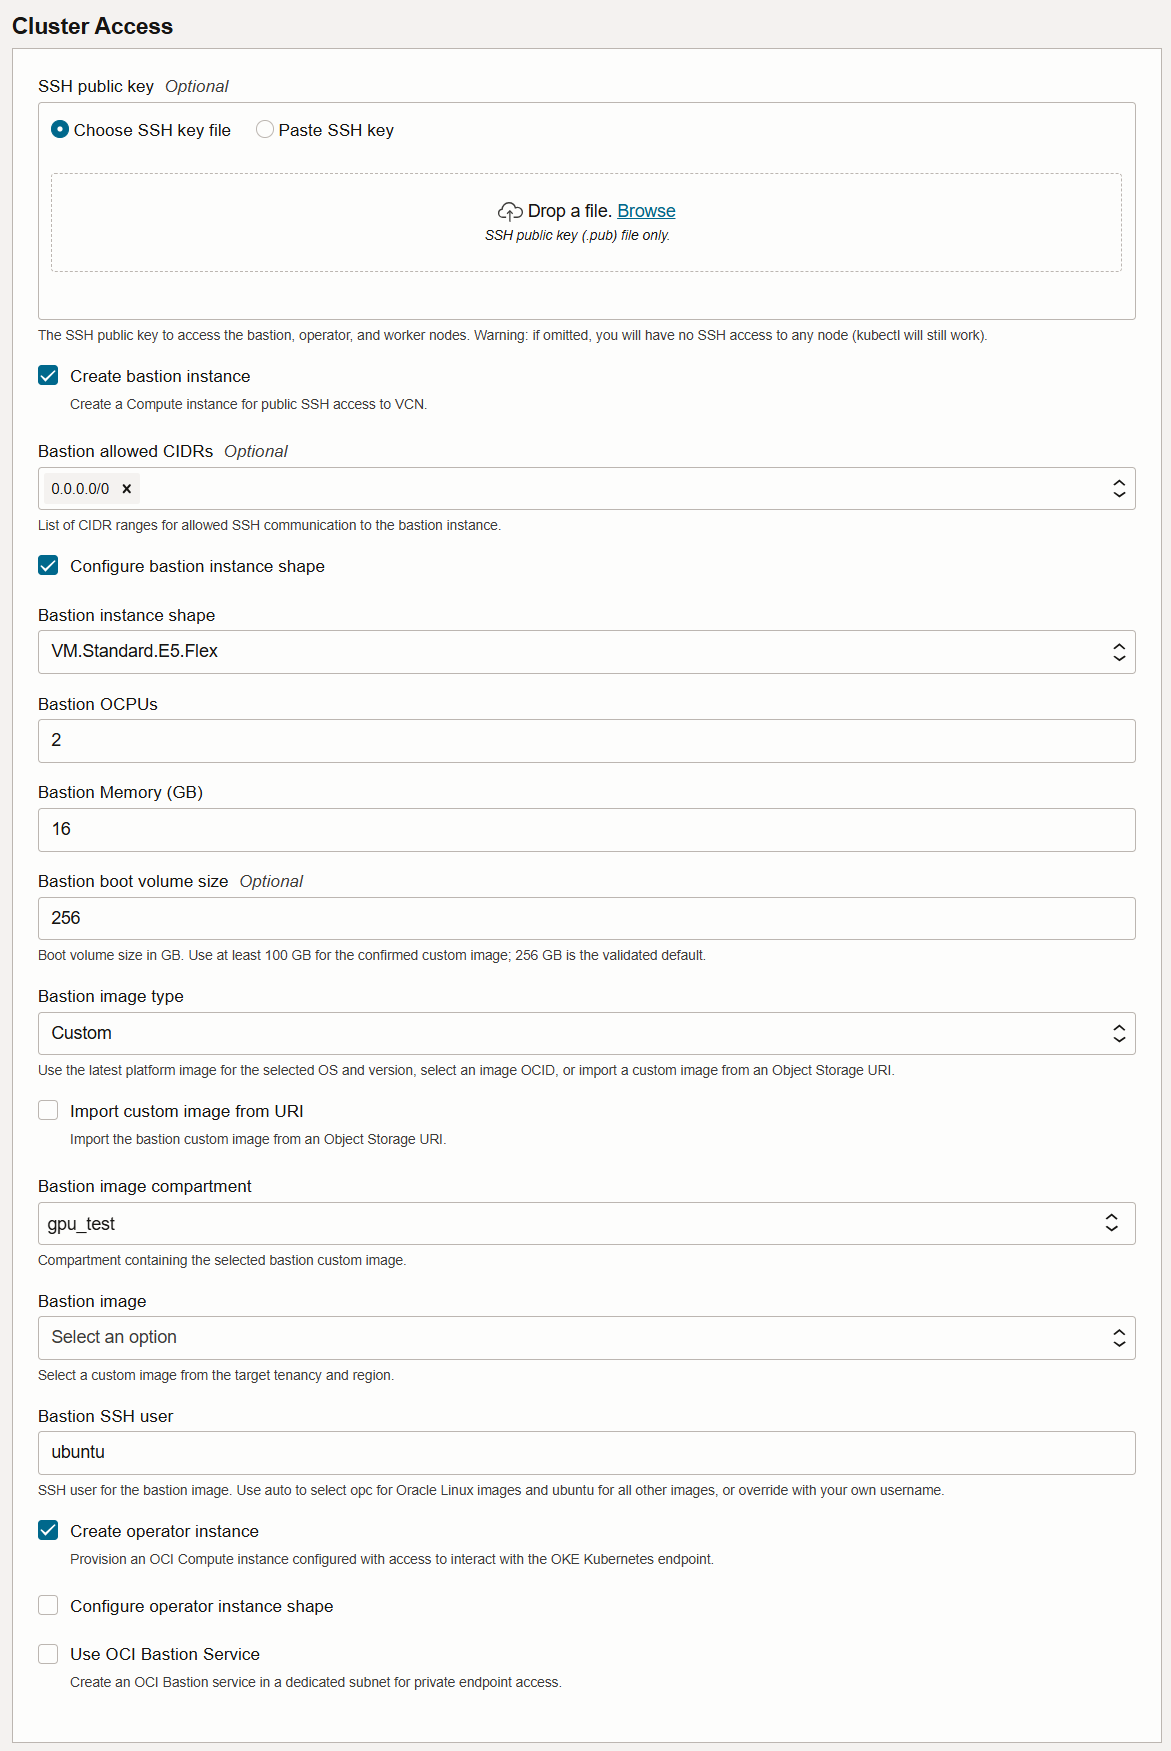 Cluster Access
SSH public key Optional
Choose SSH key file Paste SSH key
Drop a file. Browse
SSH public key (.pub) file only.
The SSH public key to access the bastion, operator, and worker nodes. Warning: if omitted, you will have no SSH access to any node (kubectl will still work).
Create bastion instance
Create a Compute instance for public SSH access to VCN.
Bastion allowed CIDRs Optional
0.0.0.0/0 ×
List of CIDR ranges for allowed SSH communication to the bastion instance.
Configure bastion instance shape
Bastion instance shape
VM.Standard.E5.Flex
Bastion OCPUs
2
Bastion Memory (GB)
16
Bastion boot volume size Optional
256
Boot volume size in GB. Use at least 100 GB for the confirmed custom image; 256 GB is the validated default.
Bastion image type
Custom
Use the latest platform image for the selected OS and version, select an image OCID, or import a custom image from an Object Storage URI.
Import custom image from URI
Import the bastion custom image from an Object Storage URI.
Bastion image compartment
gpu_test
Compartment containing the selected bastion custom image.
Bastion image
Select an option
Select a custom image from the target tenancy and region.
Bastion SSH user
ubuntu
SSH user for the bastion image. Use auto to select opc for Oracle Linux images and ubuntu for all other images, or override with your own username.
Create operator instance
Provision an OCI Compute instance configured with access to interact with the OKE Kubernetes endpoint.
Configure operator instance shape
Use OCI Bastion Service
Create an OCI Bastion service in a dedicated subnet for private endpoint access.